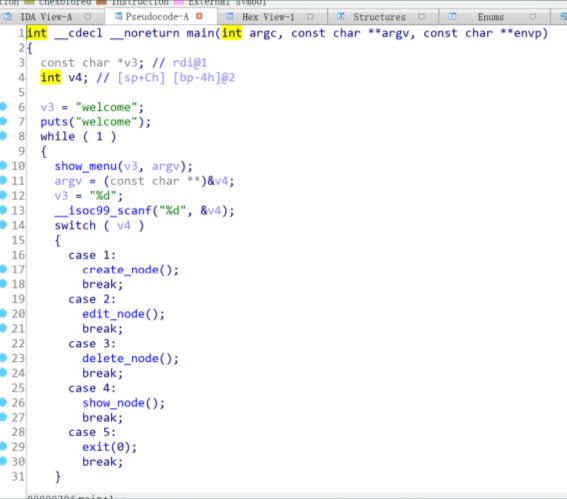 Unexplored Instruction External symbol
IDA View-A Pseudocode-A Hex View-1 Structures Enums
1 int __cdecl __noreturn main(int argc, const char **argv, const char **envp)
2 {
3 const char *v3; // rdi@1
4 int v4; // [sp+Ch] [bp-4h]@2
5
6 v3 = "welcome";
7 puts("welcome");
8 while ( 1 )
9 {
10 show_menu(v3, argv);
11 argv = (const char **)&v4;
12 v3 = "%d";
13 __isoc99_scanf("%d", &v4);
14 switch ( v4 )
15 {
16 case 1:
17 create_node();
18 break;
19 case 2:
20 edit_node();
21 break;
22 case 3:
23 delete_node();
24 break;
25 case 4:
26 show_node();
27 break;
28 case 5:
29 exit(0);
30 break;
31 }